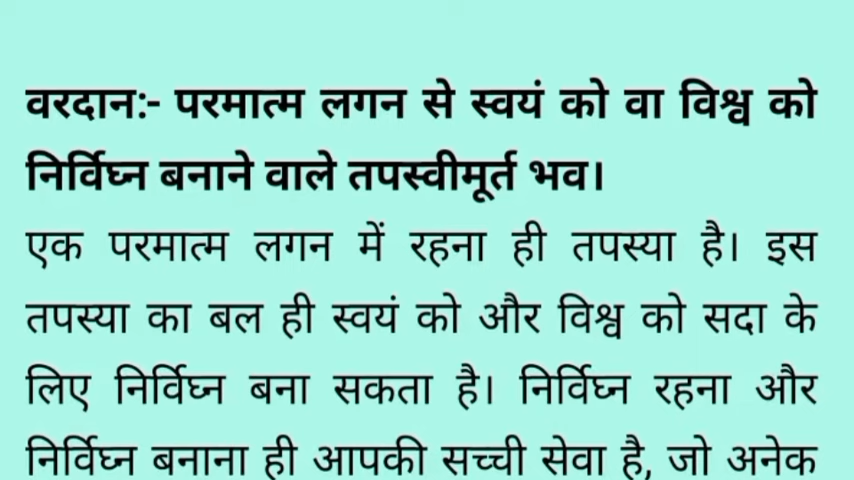 वरदान:- परमात्म लगन से स्वयं को वा विश्व को
निर्विघ्न बनाने वाले तपस्वीमूर्त भव।
एक परमात्म लगन में रहना ही तपस्या है। इस
तपस्या का बल ही स्वयं को और विश्व को सदा के
लिए निर्विघ्न बना सकता है। निर्विघ्न रहना और
निर्विघ्न बनाना ही आपकी सच्ची सेवा है, जो अनेक